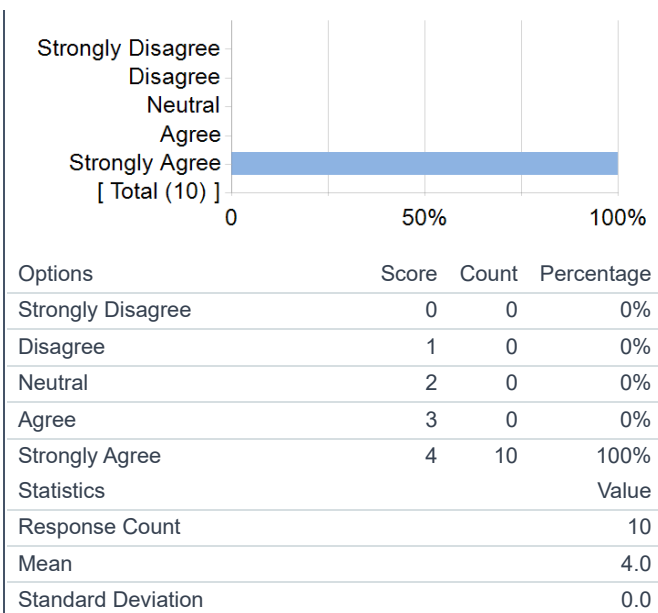 Strongly Disagree
Disagree
Neutral
Agree
Strongly Agree
[ Total (10) ]
0 50% 100%
Options Score Count Percentage
Strongly Disagree 0 0 0%
Disagree 1 0 0%
Neutral 2 0 0%
Agree 3 0 0%
Strongly Agree 4 10 100%
Statistics Value
Response Count 10
Mean 4.0
Standard Deviation 0.0